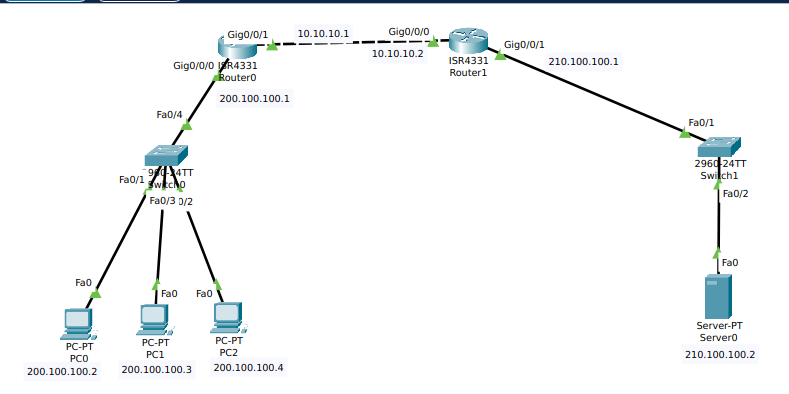 Gig0/0/1
10.10.10.1
Gig0/0/0
10.10.10.2
ISR4331
Router1
Gig0/0/1
210.100.100.1
Gig0/0/0
ISR4331
Router0
200.100.100.1
Fa0/4
960-24TT
Switch0
Fa0/1
Fa0/3
0/2
Fa0/1
2960-24TT
Switch1
Fa0/2
Fa0
Server-PT
Server0
210.100.100.2
Fa0
PC-PT
PC0
200.100.100.2
Fa0
PC-PT
PC1
200.100.100.3
Fa0
PC-PT
PC2
200.100.100.4